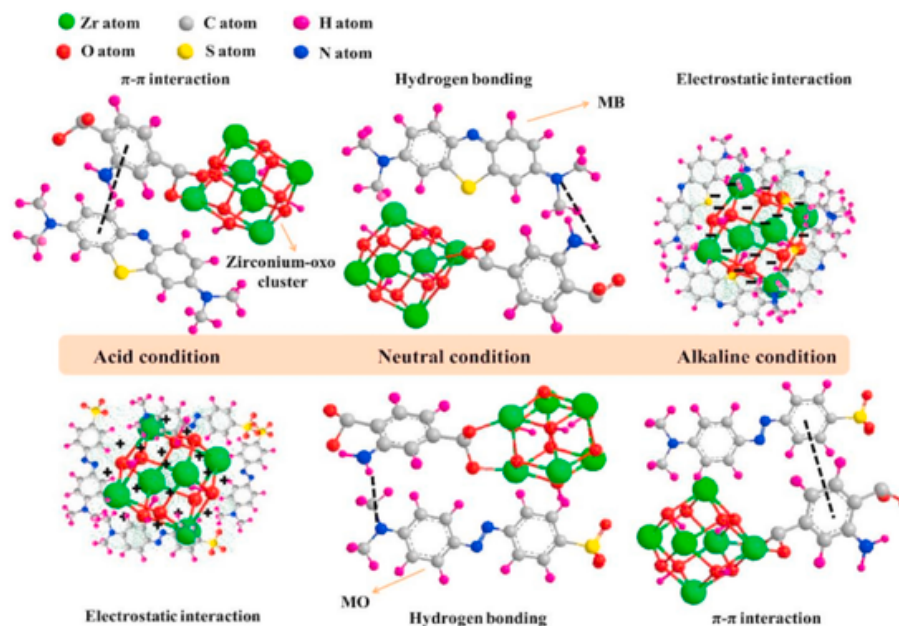 Zr atom C atom H atom
O atom S atom N atom
π-π interaction Hydrogen bonding Electrostatic interaction
MB
Zirconium-oxo
cluster
Acid condition Neutral condition Alkaline condition
MO
Electrostatic interaction Hydrogen bonding π-π interaction